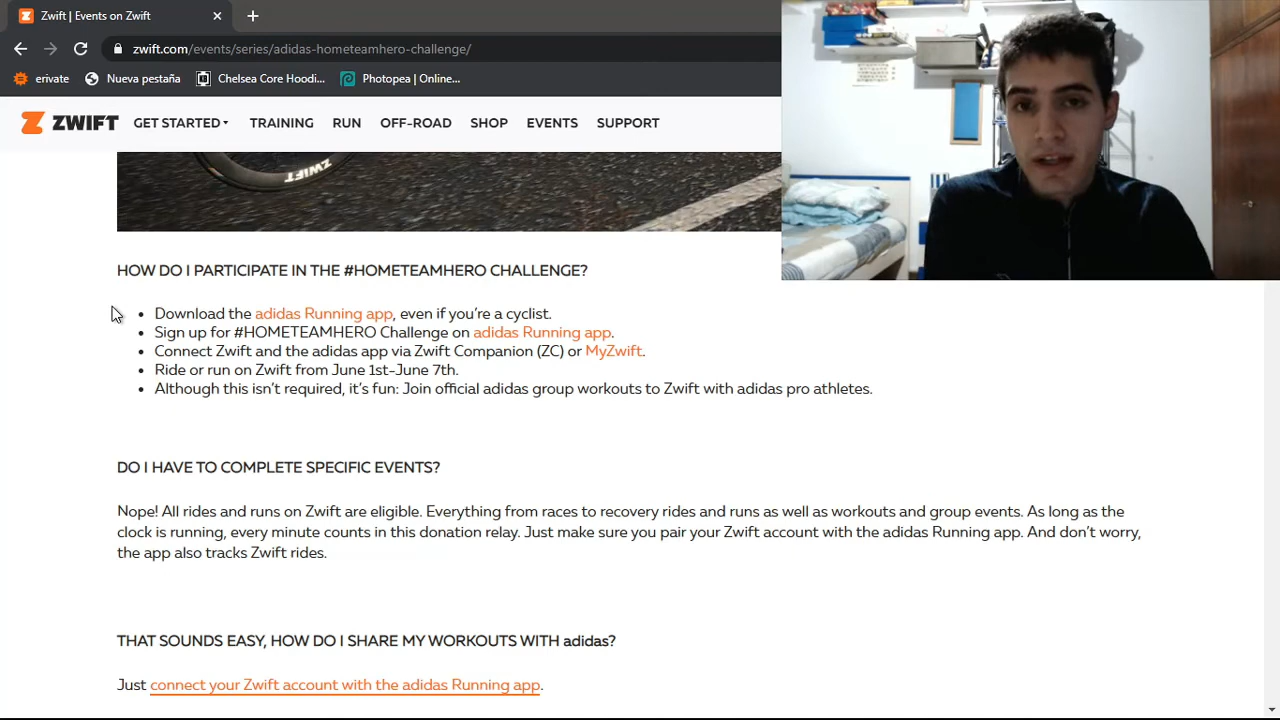 Zwift | Events on Zwift
zwift.com/events/series/adidas-hometeamhero-challenge/
erivate
Nueva pestaña
Chelsea Core Hoodi...
Photopea | Online...
ZWIFT GET STARTED TRAINING RUN OFF-ROAD SHOP EVENTS SUPPORT
ZWIFT
HOW DO I PARTICIPATE IN THE #HOMETEAMHERO CHALLENGE?
• Download the adidas Running app, even if you’re a cyclist.
• Sign up for #HOMETEAMHERO Challenge on adidas Running app.
• Connect Zwift and the adidas app via Zwift Companion (ZC) or MyZwift.
• Ride or run on Zwift from June 1st-June 7th.
• Although this isn’t required, it’s fun: Join official adidas group workouts to Zwift with adidas pro athletes.
DO I HAVE TO COMPLETE SPECIFIC EVENTS?
Nope! All rides and runs on Zwift are eligible. Everything from races to recovery rides and runs as well as workouts and group events. As long as the
clock is running, every minute counts in this donation relay. Just make sure you pair your Zwift account with the adidas Running app. And don’t worry,
the app also tracks Zwift rides.
THAT SOUNDS EASY, HOW DO I SHARE MY WORKOUTS WITH adidas?
Just connect your Zwift account with the adidas Running app.